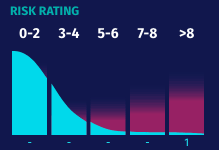 RISK RATING
0-2 3-4 5-6 7-8 >8
- - - - 1